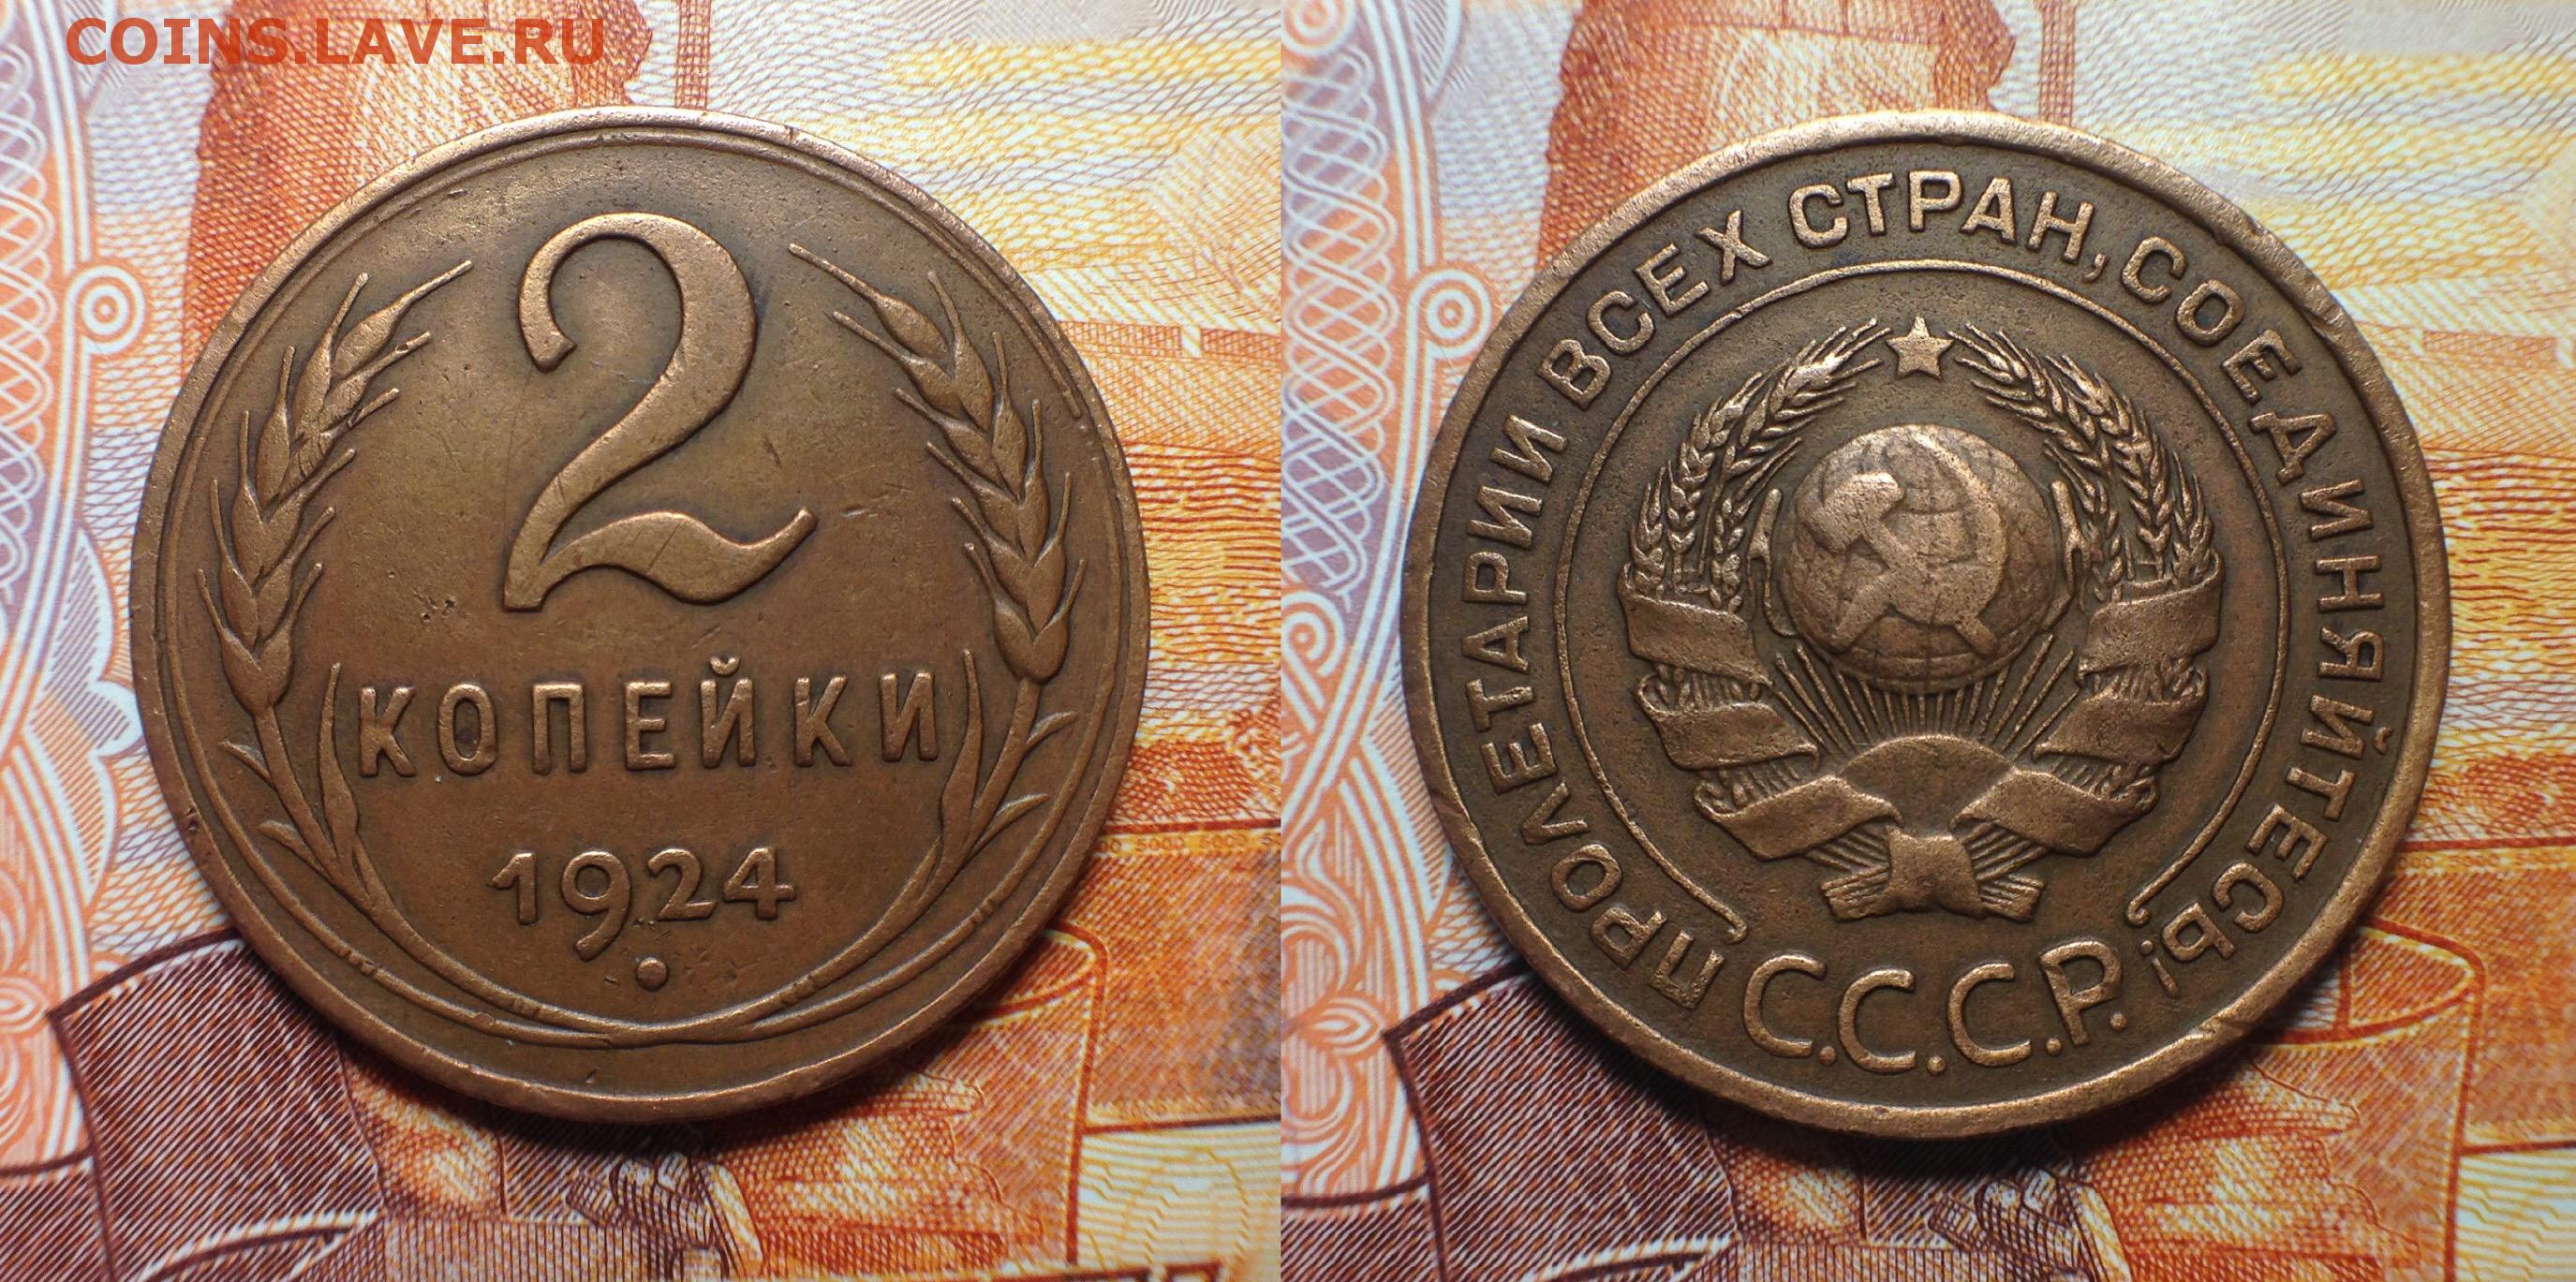 COINS.LAVE.RU
2
КОПЕЙКИ
1924
ПРОЛЕТАРИИ ВСЕХ СТРАН, СОЕДИНЯЙТЕСЬ!
С.С.С.Р.